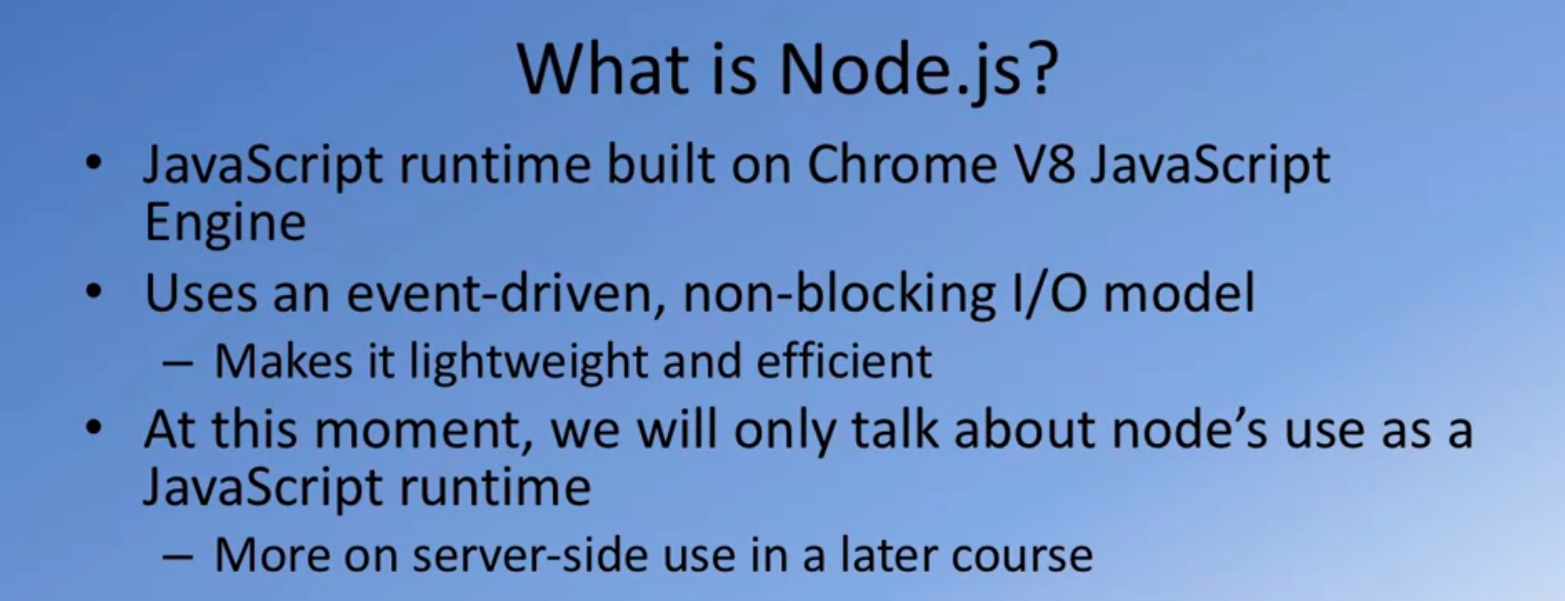 What is Node.js?
• JavaScript runtime built on Chrome V8 JavaScript
Engine
• Uses an event-driven, non-blocking I/O model
– Makes it lightweight and efficient
• At this moment, we will only talk about node’s use as a
JavaScript runtime
– More on server-side use in a later course